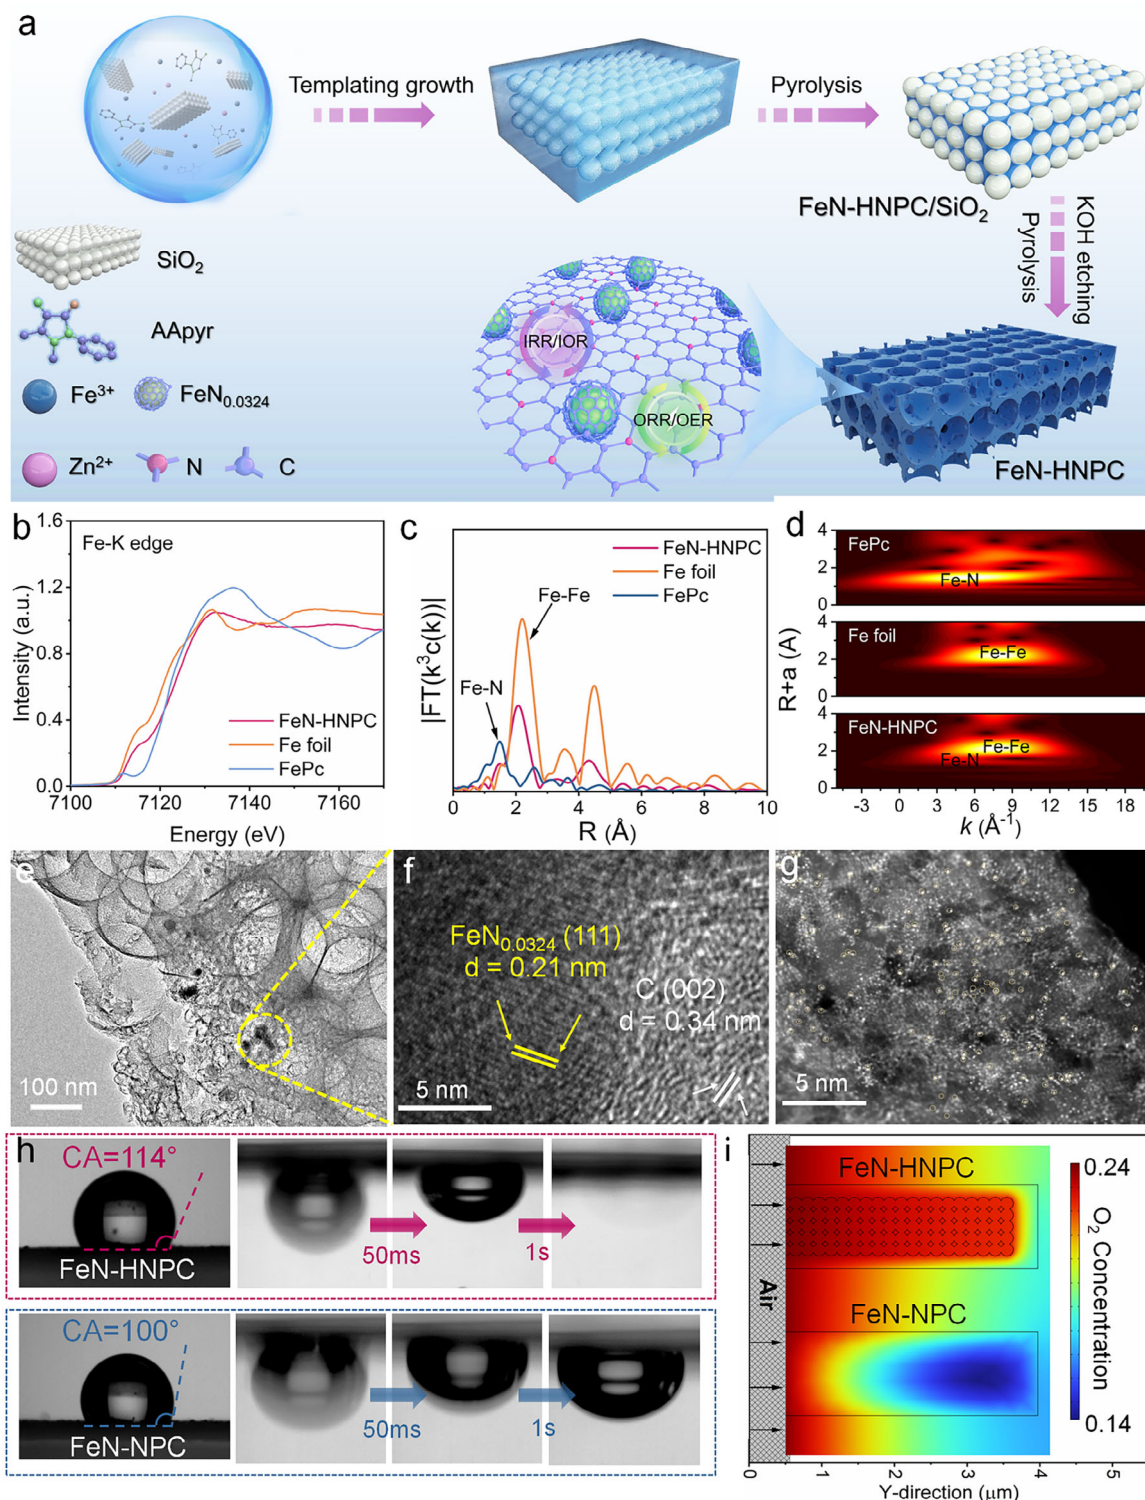 a
Templating growth
Pyrolysis
FeN-HNPC/SiO₂
KOH etching
Pyrolysis
SiO₂
AApyr
Fe³⁺
FeN₀.₀₃₂₄
Zn²⁺
N
C
IRR/IOR
ORR/OER
FeN-HNPC
b
Fe-K edge
Intensity (a.u.)
1.6
1.2
0.8
0.4
0.0
FeN-HNPC
Fe foil
FePc
7100
7120
7140
7160
Energy (eV)
c
|FT(k³c(k))|
FeN-HNPC
Fe foil
FePc
Fe-Fe
Fe-N
0
2
4
6
8
10
R (Å)
d
R+a (A)
4
FePc
2
Fe-N
0
4
Fe foil
2
Fe-Fe
0
4
FeN-HNPC
2
Fe-Fe
Fe-N
0
-3
0
3
6
9
12
15
18
k (Å⁻¹)
e
100 nm
f
FeN₀.₀₃₂₄ (111)
d = 0.21 nm
C (002)
d = 0.34 nm
5 nm
g
5 nm
h
CA=114°
FeN-HNPC
50ms
1s
CA=100°
FeN-NPC
50ms
1s
i
Air
FeN-HNPC
FeN-NPC
0.24
O₂ Concentration
0.14
1
2
3
4
5
Y-direction (μm)